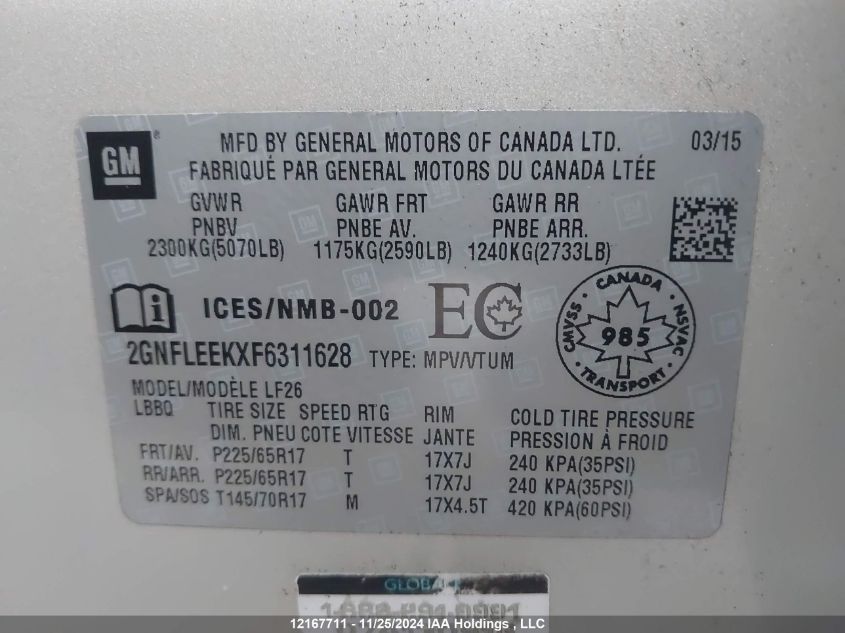 GM ®
MFD BY GENERAL MOTORS OF CANADA LTD. 03/15
FABRIQUÉ PAR GENERAL MOTORS DU CANADA LTÉE
GVWR GAWR FRT GAWR RR
PNBV PNBE AV. PNBE ARR.
2300KG(5070LB) 1175KG(2590LB) 1240KG(2733LB)
i ICES/NMB-002 EC
CANADA
CMVSS 985 NSVAC
TRANSPORT
2GNFLEEKXF6311628 TYPE: MPV/VTUM
MODEL/MODÈLE LF26
LBBQ TIRE SIZE SPEED RTG RIM COLD TIRE PRESSURE
DIM. PNEU COTE VITESSE JANTE PRESSION À FROID
FRT/AV. P225/65R17 T 17X7J 240 KPA(35PSI)
RR/ARR. P225/65R17 T 17X7J 240 KPA(35PSI)
SPA/SOS T145/70R17 M 17X4.5T 420 KPA(60PSI)
12167711 - 11/25/2024 IAA Holdings, LLC